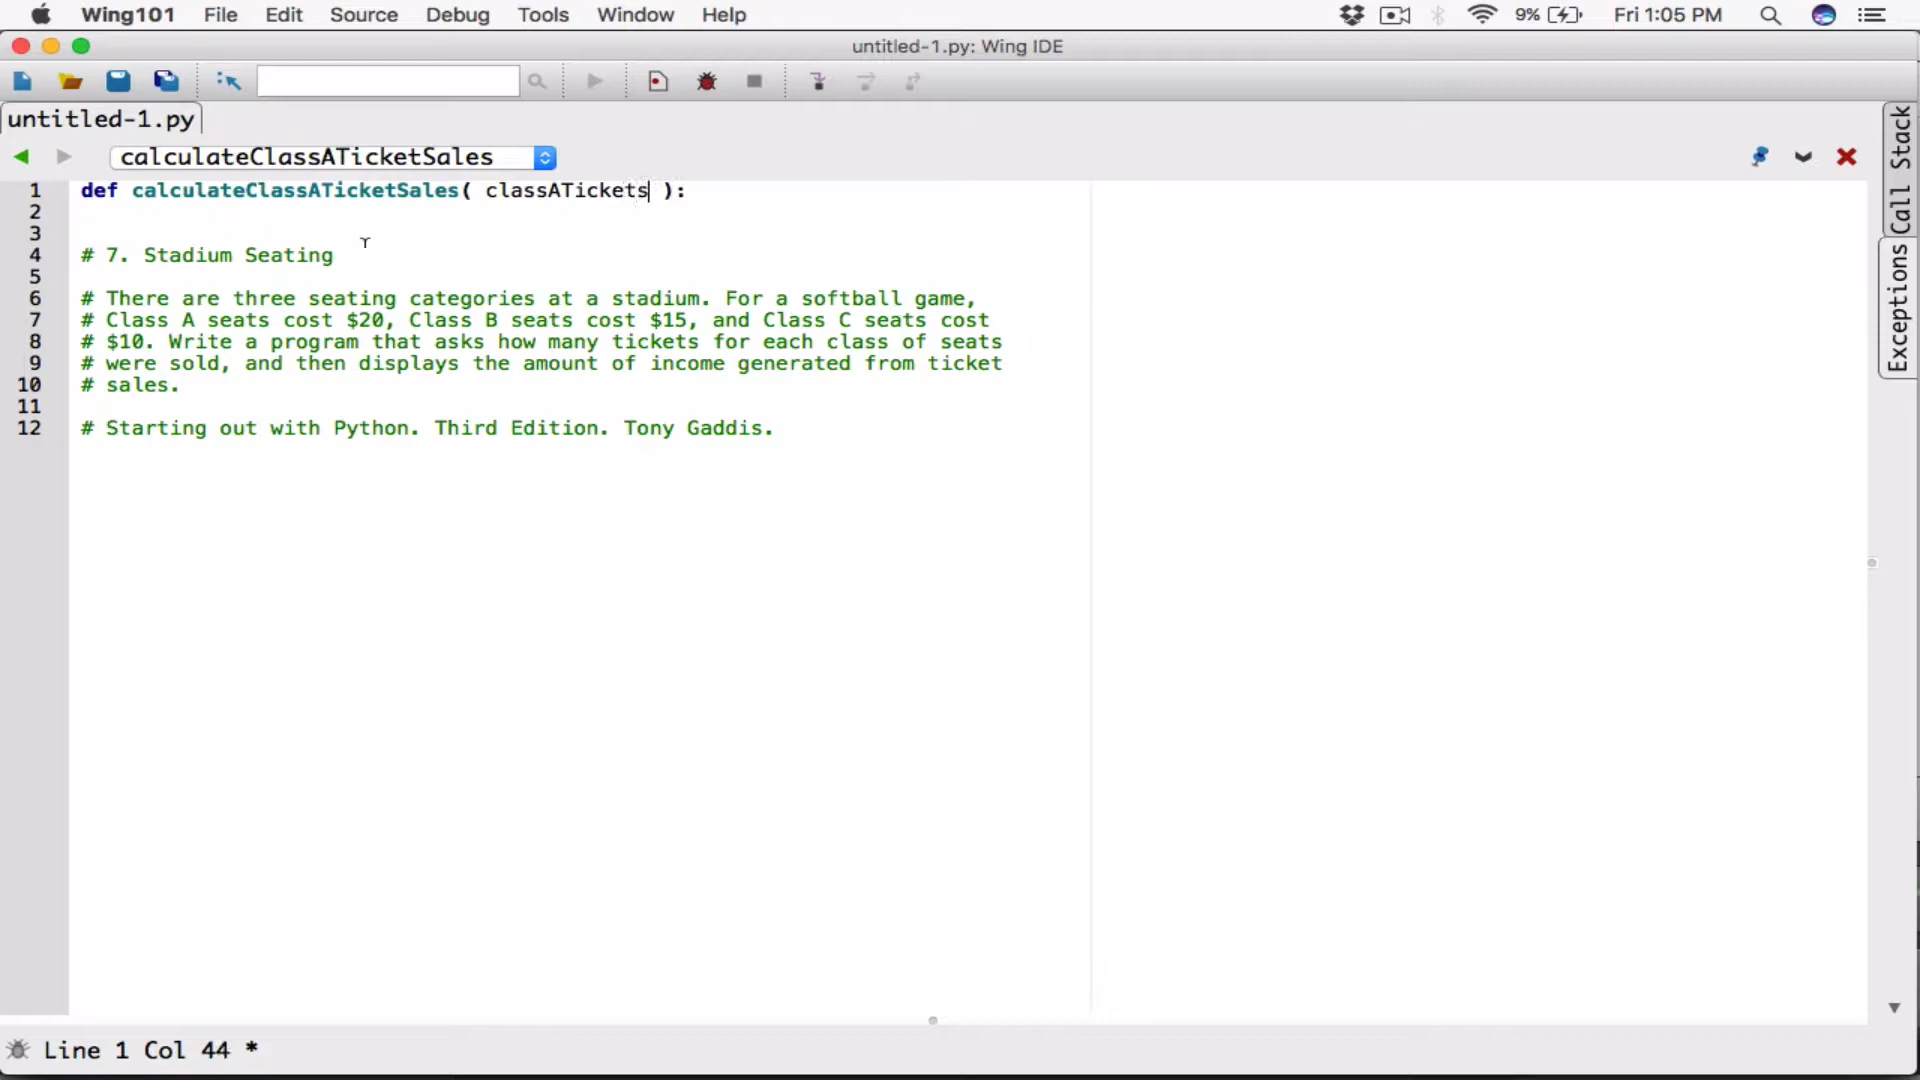 Wing101 File Edit Source Debug Tools Window Help 9% Fri 1:05 PM
untitled-1.py: Wing IDE
untitled-1.py
calculateClassATicketSales
1 def calculateClassATicketSales( classATickets ):
2
3
4 # 7. Stadium Seating
5
6 # There are three seating categories at a stadium. For a softball game,
7 # Class A seats cost $20, Class B seats cost $15, and Class C seats cost
8 # $10. Write a program that asks how many tickets for each class of seats
9 # were sold, and then displays the amount of income generated from ticket
10 # sales.
11
12 # Starting out with Python. Third Edition. Tony Gaddis.
Call Stack
Exceptions
Line 1 Col 44 *